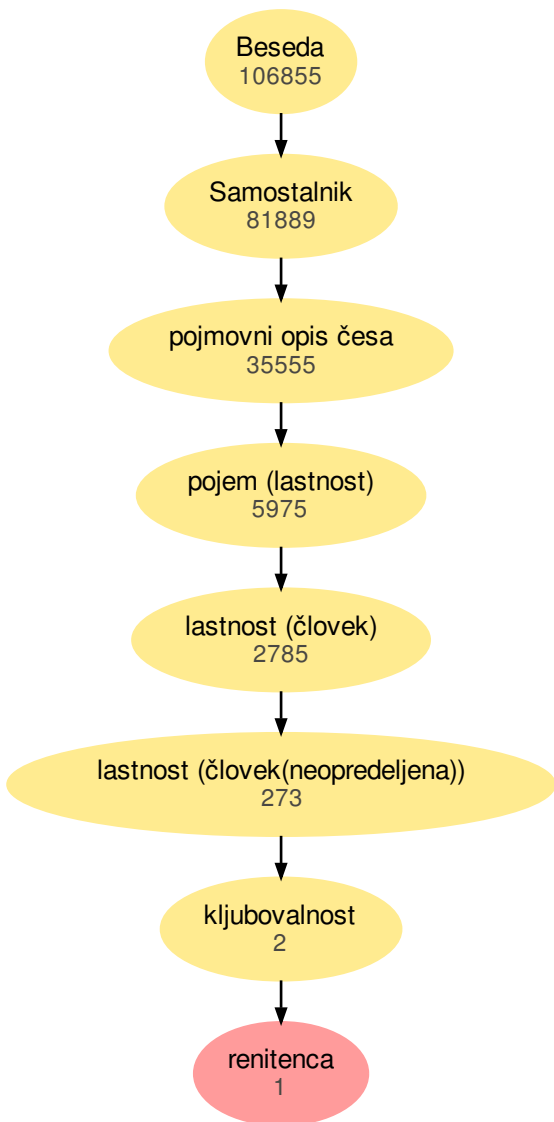 Beseda
106855
Samostalnik
81889
pojmovni opis česa
35555
pojem (lastnost)
5975
lastnost (človek)
2785
lastnost (človek(neopredeljena))
273
kljubovalnost
2
renitenca
1